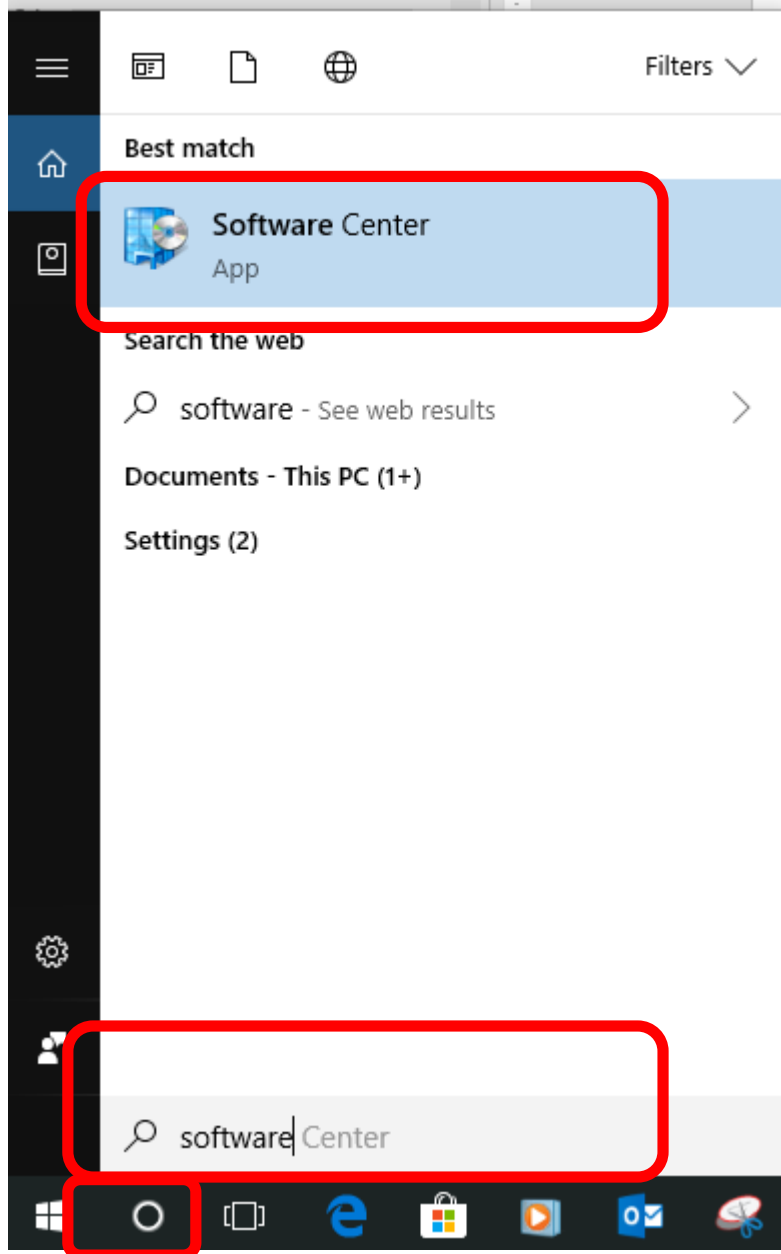 Filters
Best match
Software Center
App
Search the web
software - See web results
Documents - This PC (1+)
Settings (2)
software Center